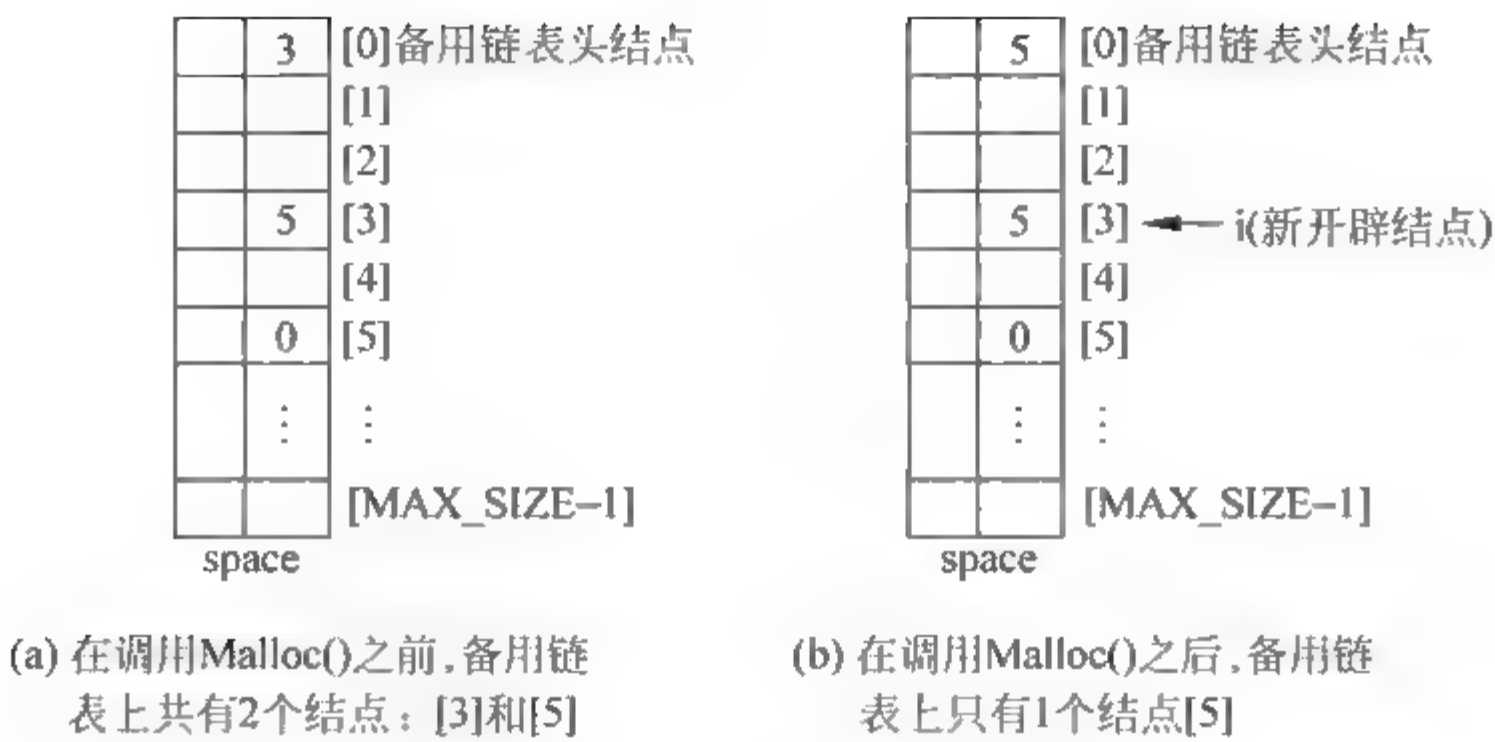 3 [0]备用链表头结点
[1]
[2]
5 [3]
[4]
0 [5]
⋮ ⋮
[MAX_SIZE-1]
space
(a) 在调用Malloc()之前,备用链
表上共有2个结点：[3]和[5]
5 [0]备用链表头结点
[1]
[2]
5 [3] i(新开辟结点)
[4]
0 [5]
⋮ ⋮
[MAX_SIZE-1]
space
(b) 在调用Malloc()之后,备用链
表上只有1个结点[5]